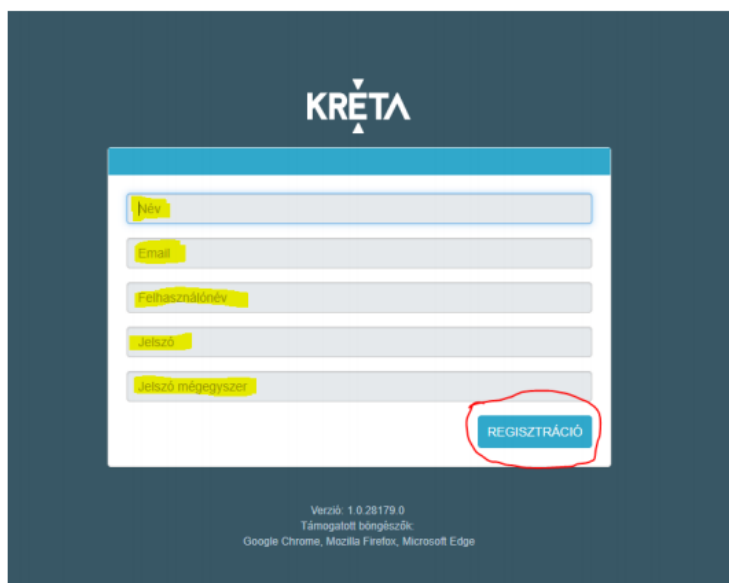 KRÉTA
Név
Email
Felhasználónév
Jelszó
Jelszó mégegyszer
REGISZTRÁCIÓ
Verzió: 1.0.28179.0
Támogatott böngészők:
Google Chrome, Mozilla Firefox, Microsoft Edge